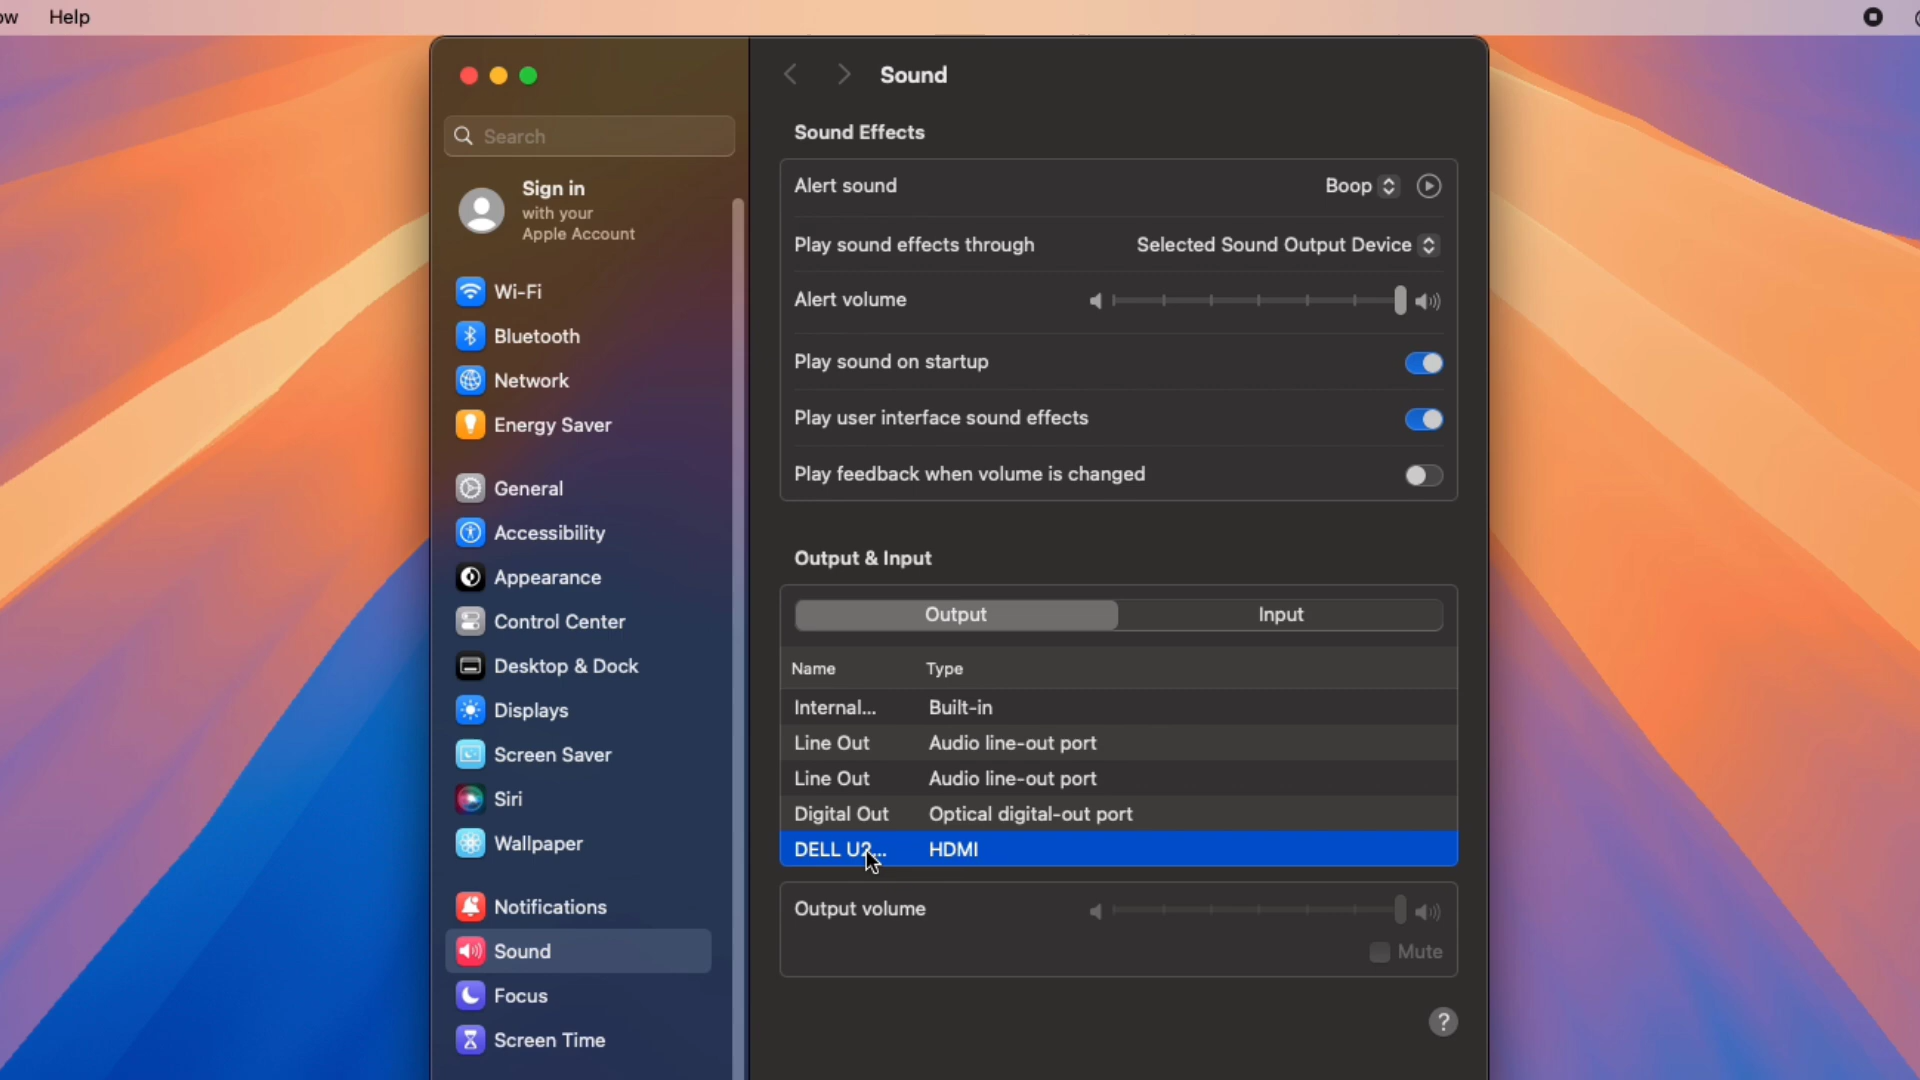 Help
Search
Sign in
with your
Apple Account
Wi-Fi
Bluetooth
Network
Energy Saver
General
Accessibility
Appearance
Control Center
Desktop & Dock
Displays
Screen Saver
Siri
Wallpaper
Notifications
Sound
Focus
Screen Time
Sound
Sound Effects
Alert sound Boop
Play sound effects through Selected Sound Output Device
Alert volume
Play sound on startup
Play user interface sound effects
Play feedback when volume is changed
Output & Input
Output Input
Name Type
Internal... Built-in
Line Out Audio line-out port
Line Out Audio line-out port
Digital Out Optical digital-out port
DELL U2... HDMI
Output volume
Mute
?